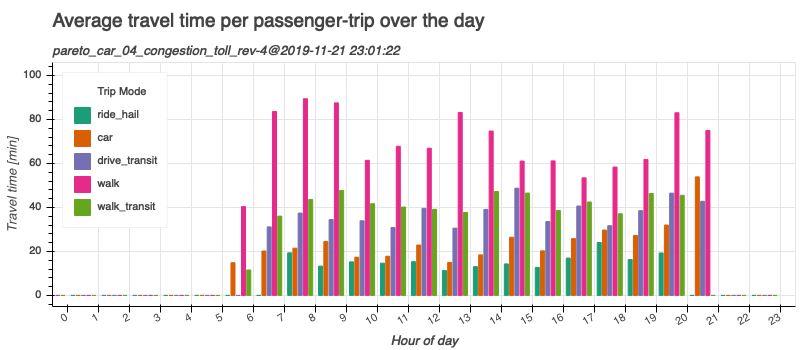 Average travel time per passenger-trip over the day
pareto_car_04_congestion_toll_rev-4@2019-11-21 23:01:22
Trip Mode
ride_hail
car
drive_transit
walk
walk_transit
Travel time [min]
100
80
60
40
20
0
0 1 2 3 4 5 6 7 8 9 10 11 12 13 14 15 16 17 18 19 20 21 22 23
Hour of day